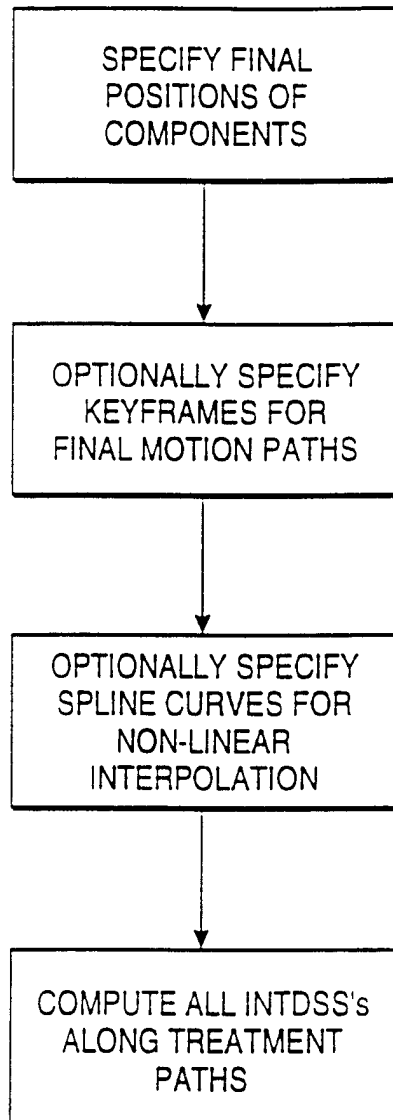 SPECIFY FINAL
POSITIONS OF
COMPONENTS
OPTIONALLY SPECIFY
KEYFRAMES FOR
FINAL MOTION PATHS
OPTIONALLY SPECIFY
SPLINE CURVES FOR
NON-LINEAR
INTERPOLATION
COMPUTE ALL INTDSS's
ALONG TREATMENT
PATHS